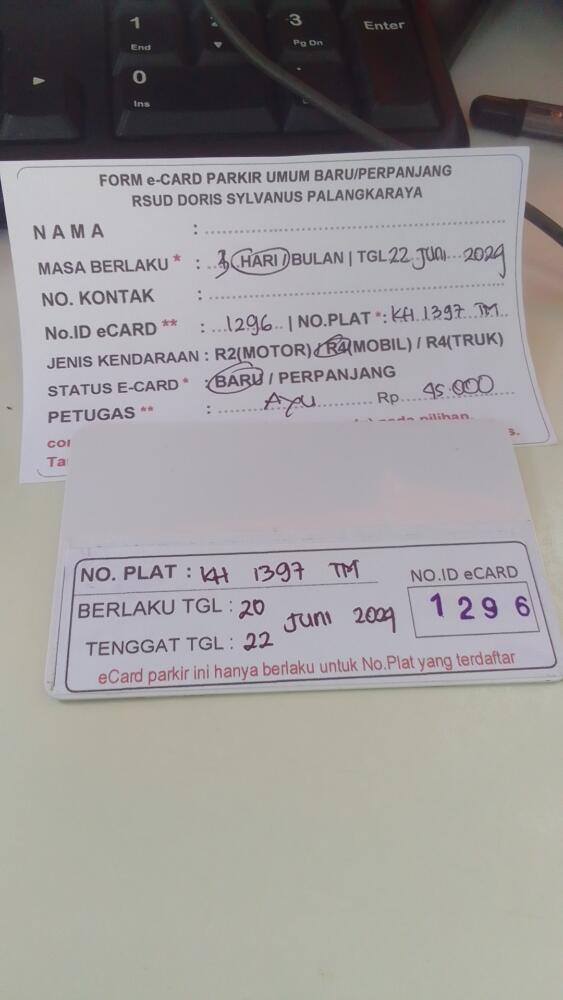 1
End
2
3
Pg Dn
Enter
0
Ins
FORM e-CARD PARKIR UMUM BARU/PERPANJANG
RSUD DORIS SYLVANUS PALANGKARAYA
NAMA :
MASA BERLAKU * : 3 HARI / BULAN | TGL 22 Juni 2024
NO. KONTAK :
No.ID eCARD ** : 1296 | NO.PLAT * : KH 1397 TM
JENIS KENDARAAN : R2(MOTOR) / R4(MOBIL) / R4(TRUK)
STATUS E-CARD * : BARU / PERPANJANG
PETUGAS ** : Ayu Rp 45.000
pada pilihan.
s.
NO. PLAT : KH 1397 TM
BERLAKU TGL : 20 Juni 2024
TENGGAT TGL : 22
NO.ID eCARD
1296
eCard parkir ini hanya berlaku untuk No.Plat yang terdaftar